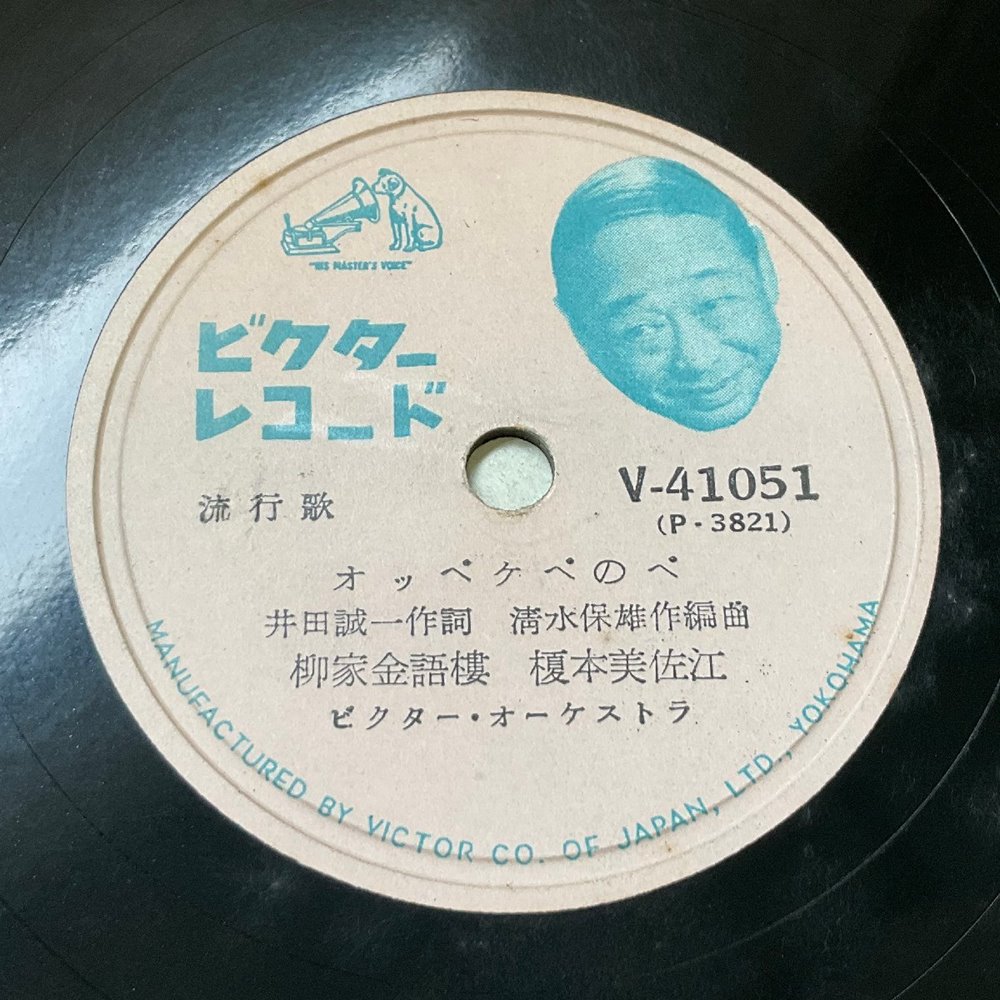 "HIS MASTER'S VOICE"
ビクター
レコード
流行歌
V-41051
(P・3821)
オッペケペのペ
井田誠一作詞 清水保雄作編曲
柳家金語樓 榎本美佐江
ビクター・オーケストラ
MANUFACTURED BY VICTOR CO. OF JAPAN, LTD., YOKOHAMA